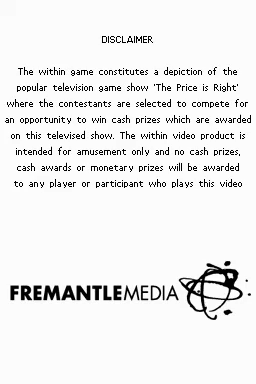 DISCLAIMER
The within game constitutes a depiction of the
popular television game show 'The Price is Right'
where the contestants are selected to compete for
an opportunity to win cash prizes which are awarded
on this televised show. The within video product is
intended for amusement only and no cash prizes,
cash awards or monetary prizes will be awarded
to any player or participant who plays this video
FREMANTLEMEDIA